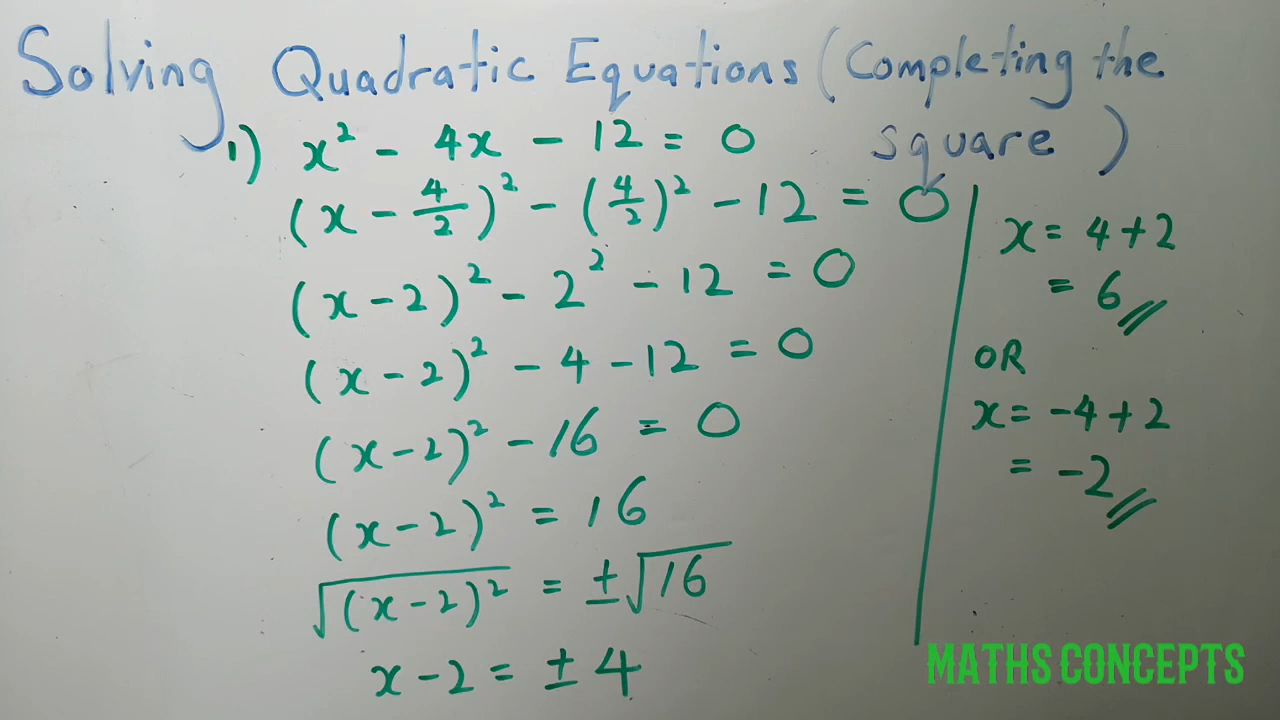 Solving Quadratic Equations (Completing the
square)
1) x² - 4x - 12 = 0
(x - 4/2)² - (4/2)² - 12 = 0
(x - 2)² - 2² - 12 = 0
(x - 2)² - 4 - 12 = 0
(x - 2)² - 16 = 0
(x - 2)² = 16
√(x - 2)² = ±√16
x - 2 = ± 4
x = 4 + 2
= 6
OR
x = -4 + 2
= -2
MATHS CONCEPTS